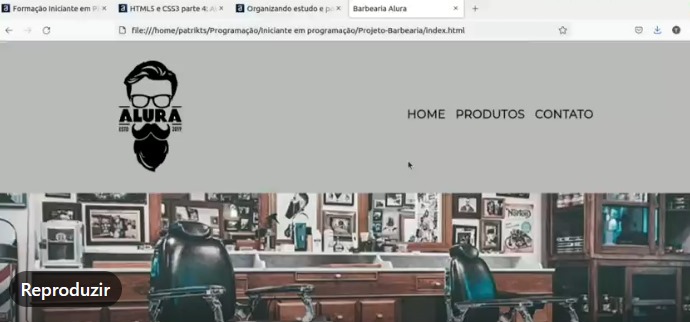 Formação Iniciante em P
HTML5 e CSS3 parte 4: A
Organizando estudo e pa
Barbearia Alura
file:///home/patrikts/Programação/Iniciante em programação/Projeto-Barbearia/index.html
ALURA
ESTD 2019
HOME PRODUTOS CONTATO
Reproduzir